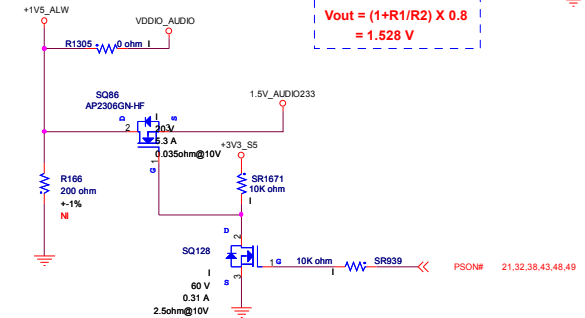 +1V5_ALW
VDDIO_AUDIO
Vout = (1+R1/R2) X 0.8
= 1.528 V
R1305
0 ohm
I
SQ86
AP2306GN-HF
1.5V_AUDIO233
D
S
2
3
I
20 V
5.3 A
0.035ohm@10V
G
1
+3V3_S5
R166
200 ohm
+-1%
NI
SR1671
10K ohm
I
SQ128
D
2
1
G
10K ohm
SR939
I
PSON#
21,32,38,43,48,49
3
S
I
60 V
0.31 A
2.5ohm@10V